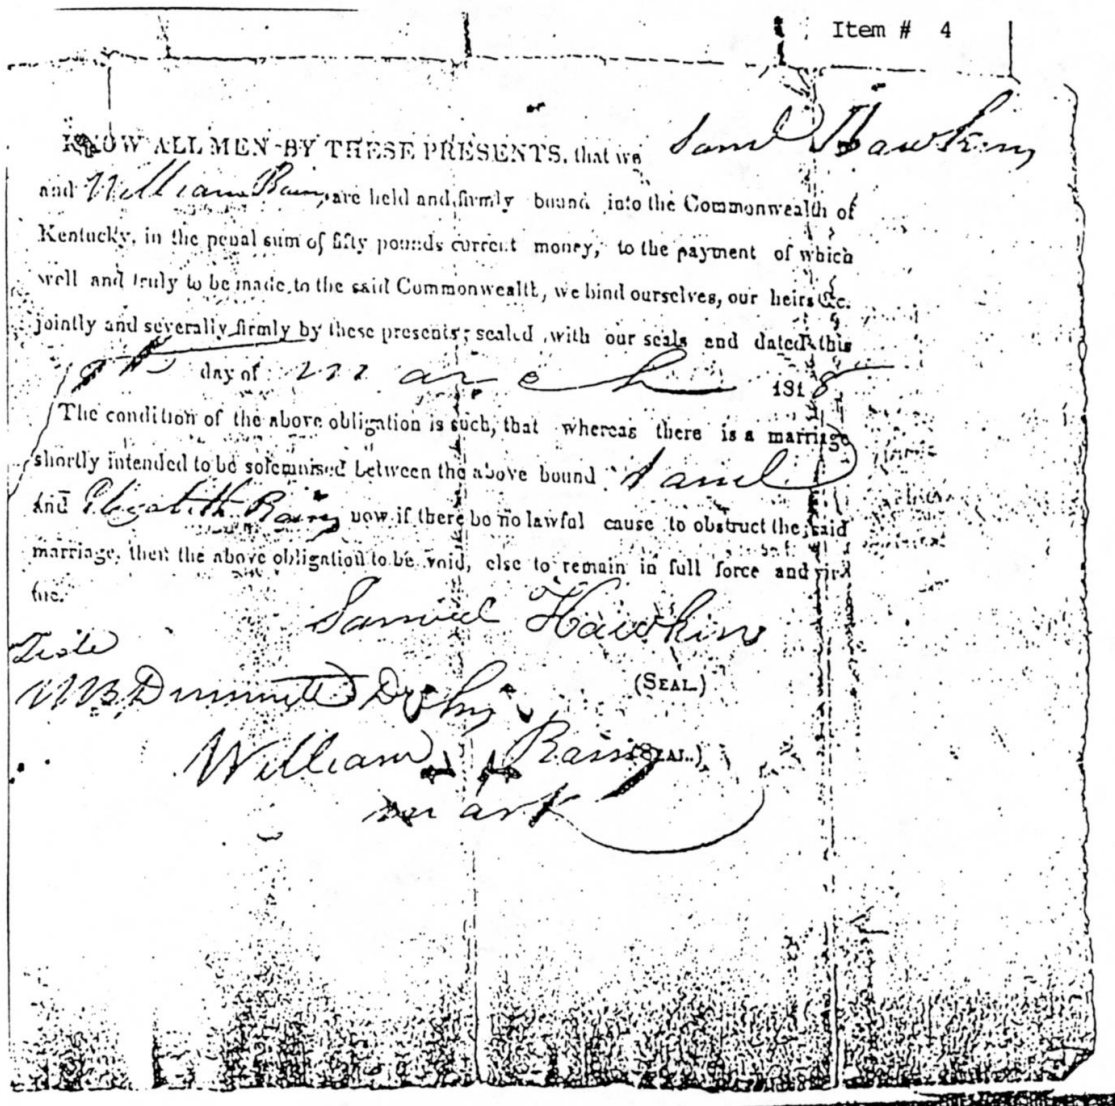 Item # 4
KNOW ALL MEN BY THESE PRESENTS, that we Saml Hawkins
and William Bain, are held and firmly bound into the Commonwealth of
Kentucky, in the penal sum of fifty pounds current money, to the payment of which
well and truly to be made, to the said Commonwealth, we bind ourselves, our heirs &c.
jointly and severally firmly by these presents; sealed with our seals and dated this
day of March 1818
The condition of the above obligation is such, that whereas there is a marriage
shortly intended to be solemnised between the above bound Saml
and Elizabeth Bain now if there be no lawful cause to obstruct the said
marriage, then the above obligation to be void, else to remain in full force and vir-
tue.
Samuel Hawkins
Teste
(SEAL)
William Bain (SEAL.)
mark